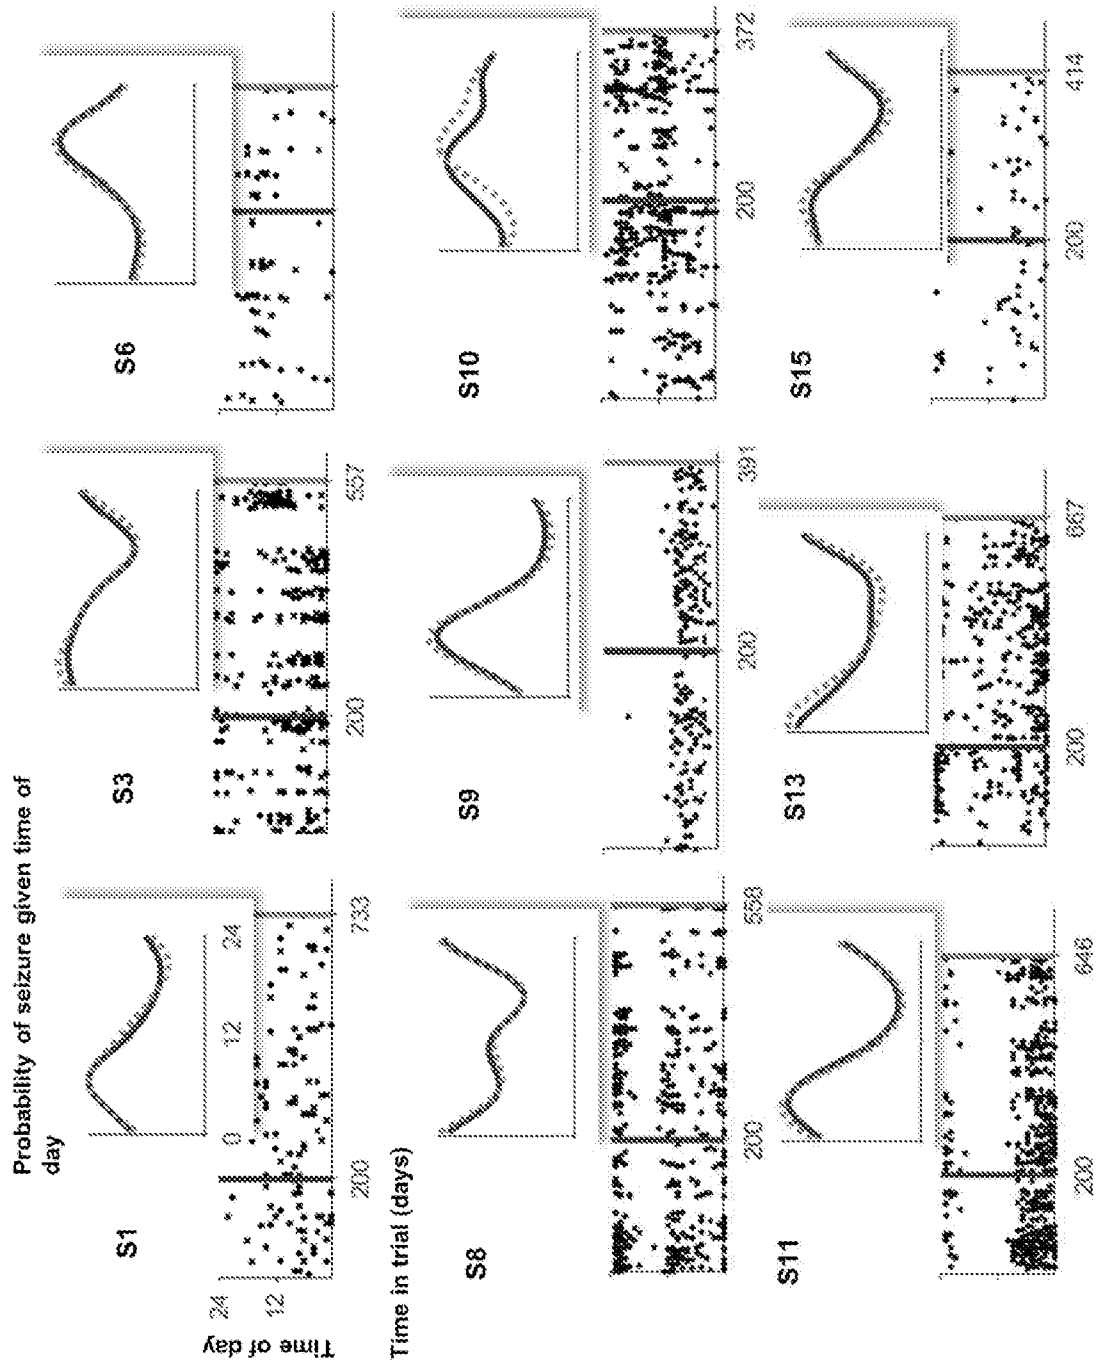 Probability of seizure given time of
day
S1
S3
S6
0 12 24
24
12
Time of day
200 733
200 557
Time in trial (days)
S8
S9
S10
200 558
200 391
200 372
S11
S13
S15
200 646
200 667
200 414